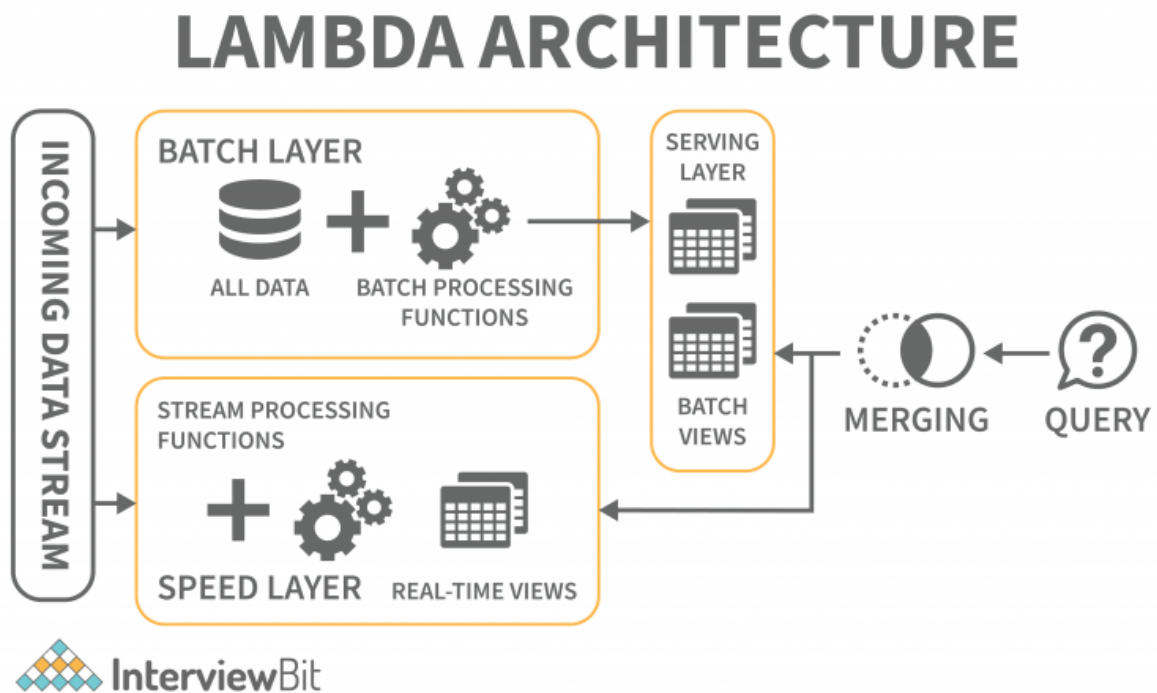 LAMBDA ARCHITECTURE
INCOMING DATA STREAM
BATCH LAYER
ALL DATA
BATCH PROCESSING
FUNCTIONS
SERVING
LAYER
BATCH
VIEWS
MERGING
QUERY
STREAM PROCESSING
FUNCTIONS
SPEED LAYER
REAL-TIME VIEWS
InterviewBit